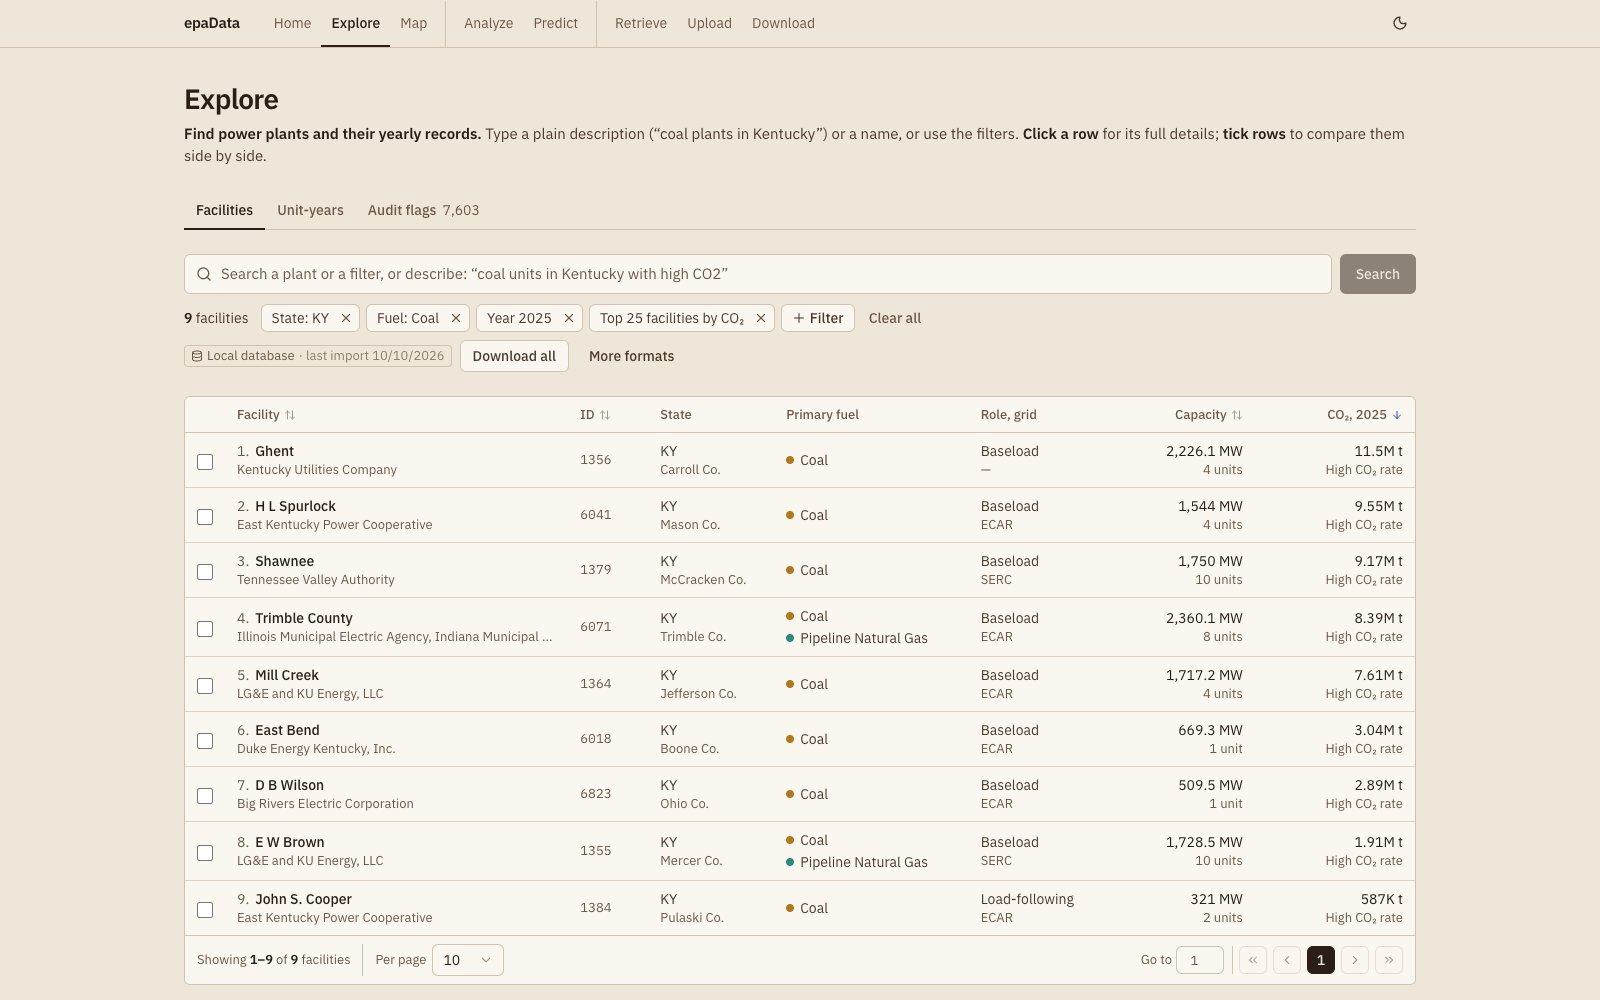 epaData Home Explore Map Analyze Predict Retrieve Upload Download
Explore
Find power plants and their yearly records. Type a plain description (“coal plants in Kentucky”) or a name, or use the filters. Click a row for its full details; tick rows to compare them
side by side.
Facilities Unit-years Audit flags 7,603
Search a plant or a filter, or describe: “coal units in Kentucky with high CO2” Search
9 facilities State: KY × Fuel: Coal × Year 2025 × Top 25 facilities by CO₂ × + Filter Clear all
Local database · last import 10/10/2026 Download all More formats
Facility ID State Primary fuel Role, grid Capacity CO₂, 2025
1. Ghent 1356 KY Coal Baseload 2,226.1 MW 11.5M t
Kentucky Utilities Company Carroll Co. — 4 units High CO₂ rate
2. H L Spurlock 6041 KY Coal Baseload 1,544 MW 9.55M t
East Kentucky Power Cooperative Mason Co. ECAR 4 units High CO₂ rate
3. Shawnee 1379 KY Coal Baseload 1,750 MW 9.17M t
Tennessee Valley Authority McCracken Co. SERC 10 units High CO₂ rate
4. Trimble County 6071 KY Coal Baseload 2,360.1 MW 8.39M t
Illinois Municipal Electric Agency, Indiana Municipal ... Trimble Co. Pipeline Natural Gas ECAR 8 units High CO₂ rate
5. Mill Creek 1364 KY Coal Baseload 1,717.2 MW 7.61M t
LG&E and KU Energy, LLC Jefferson Co. ECAR 4 units High CO₂ rate
6. East Bend 6018 KY Coal Baseload 669.3 MW 3.04M t
Duke Energy Kentucky, Inc. Boone Co. ECAR 1 unit High CO₂ rate
7. D B Wilson 6823 KY Coal Baseload 509.5 MW 2.89M t
Big Rivers Electric Corporation Ohio Co. ECAR 1 unit High CO₂ rate
8. E W Brown 1355 KY Coal Baseload 1,728.5 MW 1.91M t
LG&E and KU Energy, LLC Mercer Co. Pipeline Natural Gas SERC 10 units High CO₂ rate
9. John S. Cooper 1384 KY Coal Load-following 321 MW 587K t
East Kentucky Power Cooperative Pulaski Co. ECAR 2 units High CO₂ rate
Showing 1–9 of 9 facilities Per page 10 Go to 1 « ‹ 1 › »